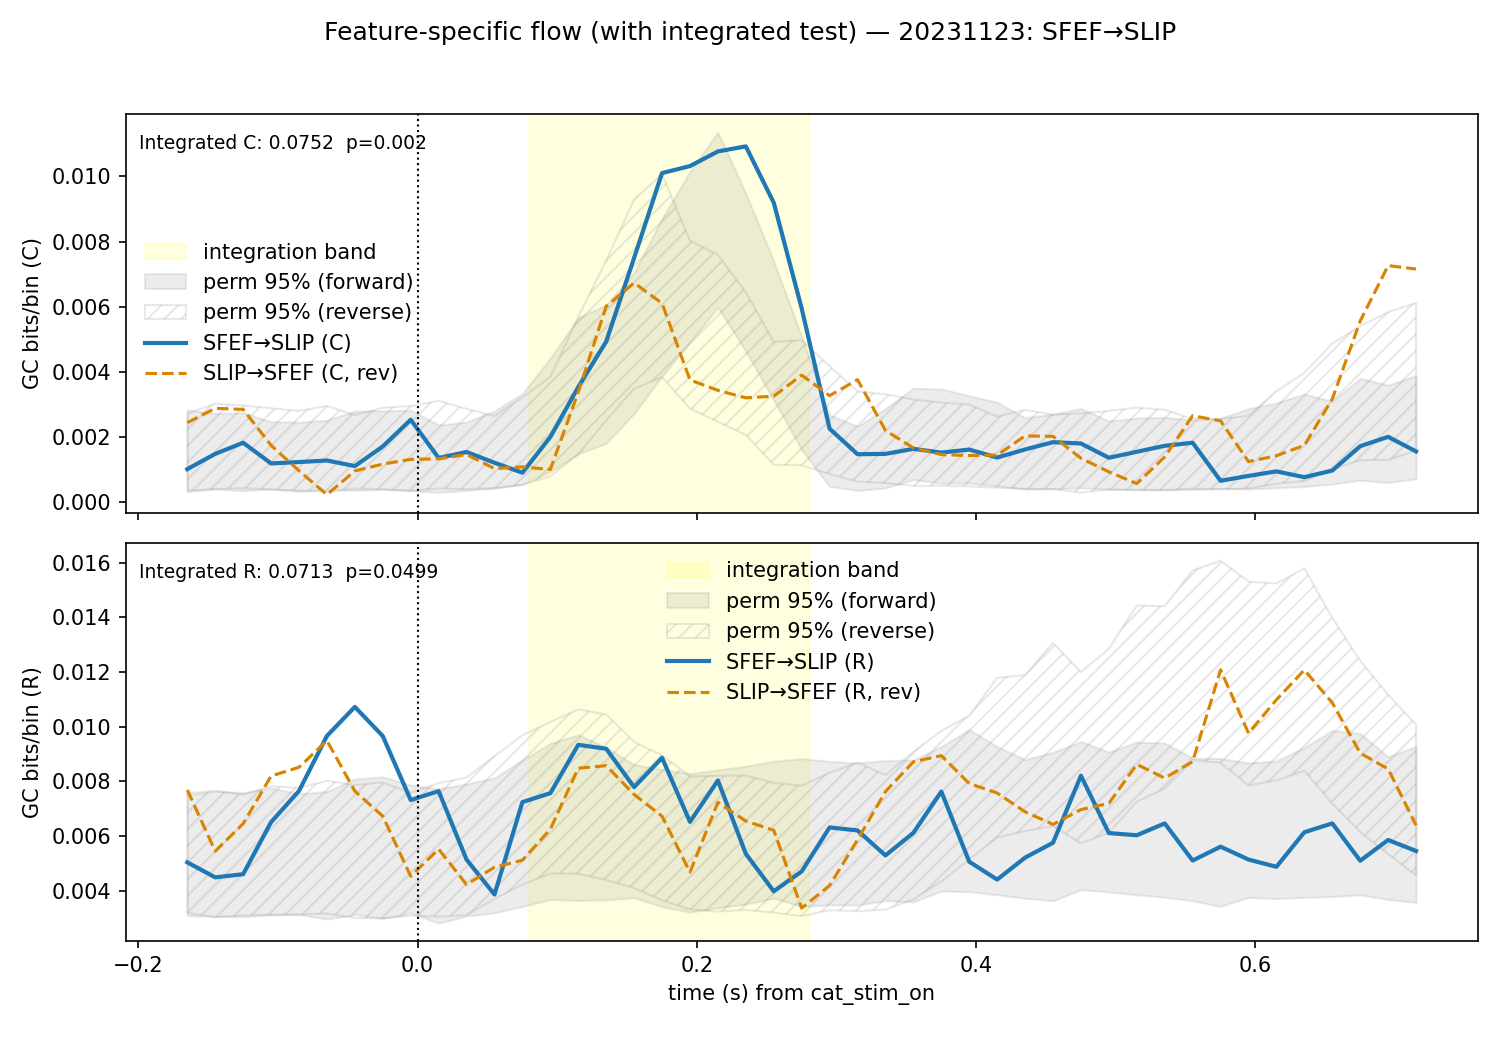 Feature-specific flow (with integrated test) — 20231123: SFEF→SLIP
Integrated C: 0.0752  p=0.002
GC bits/bin (C)
0.010
0.008
0.006
0.004
0.002
0.000
integration band
perm 95% (forward)
perm 95% (reverse)
SFEF→SLIP (C)
SLIP→SFEF (C, rev)
Integrated R: 0.0713  p=0.0499
GC bits/bin (R)
0.016
0.014
0.012
0.010
0.008
0.006
0.004
integration band
perm 95% (forward)
perm 95% (reverse)
SFEF→SLIP (R)
SLIP→SFEF (R, rev)
−0.2 0.0 0.2 0.4 0.6
time (s) from cat_stim_on